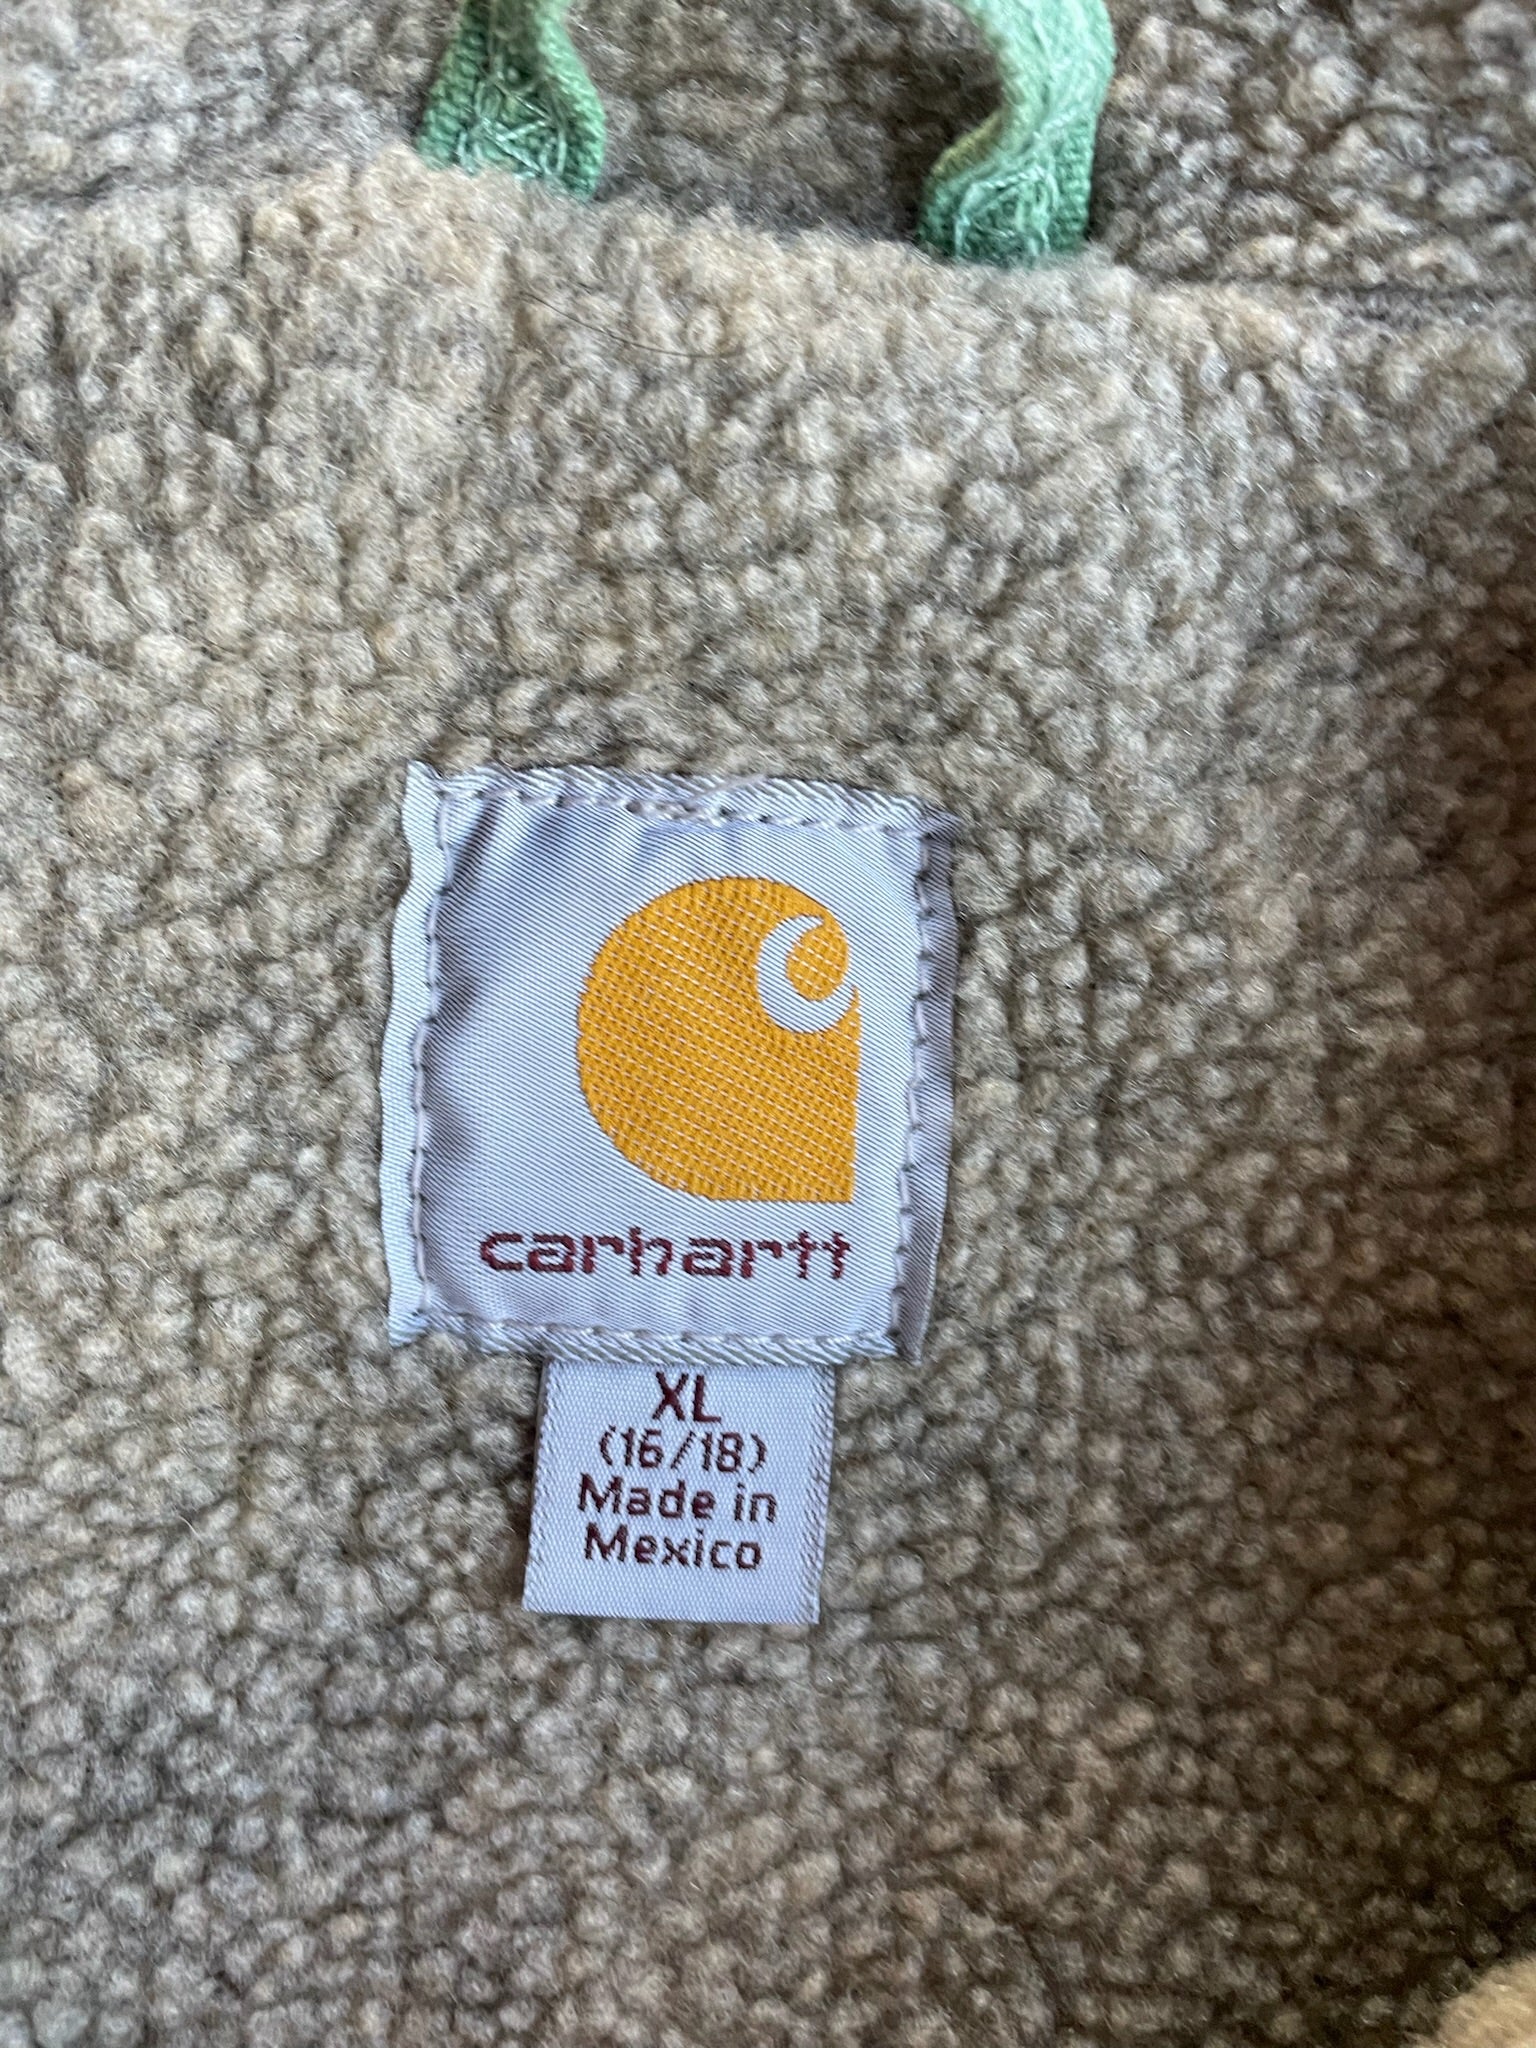 carhartt
XL
(16/18)
Made in
Mexico